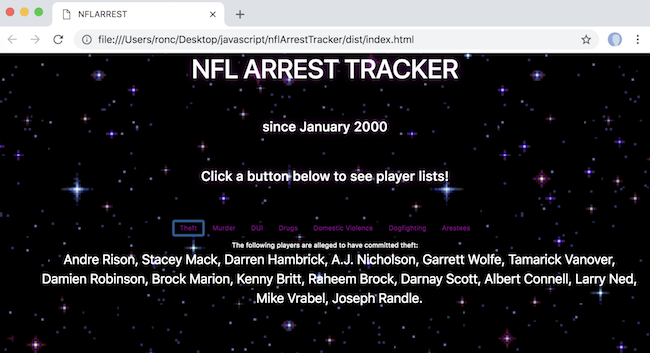 NFLARREST
file:///Users/ronc/Desktop/javascript/nflArrestTracker/dist/index.html
NFL ARREST TRACKER
since January 2000
Click a button below to see player lists!
Theft Murder DUI Drugs Domestic Violence Dogfighting Arestees
The following players are alleged to have committed theft:
Andre Rison, Stacey Mack, Darren Hambrick, A.J. Nicholson, Garrett Wolfe, Tamarick Vanover,
Damien Robinson, Brock Marion, Kenny Britt, Raheem Brock, Darnay Scott, Albert Connell, Larry Ned,
Mike Vrabel, Joseph Randle.